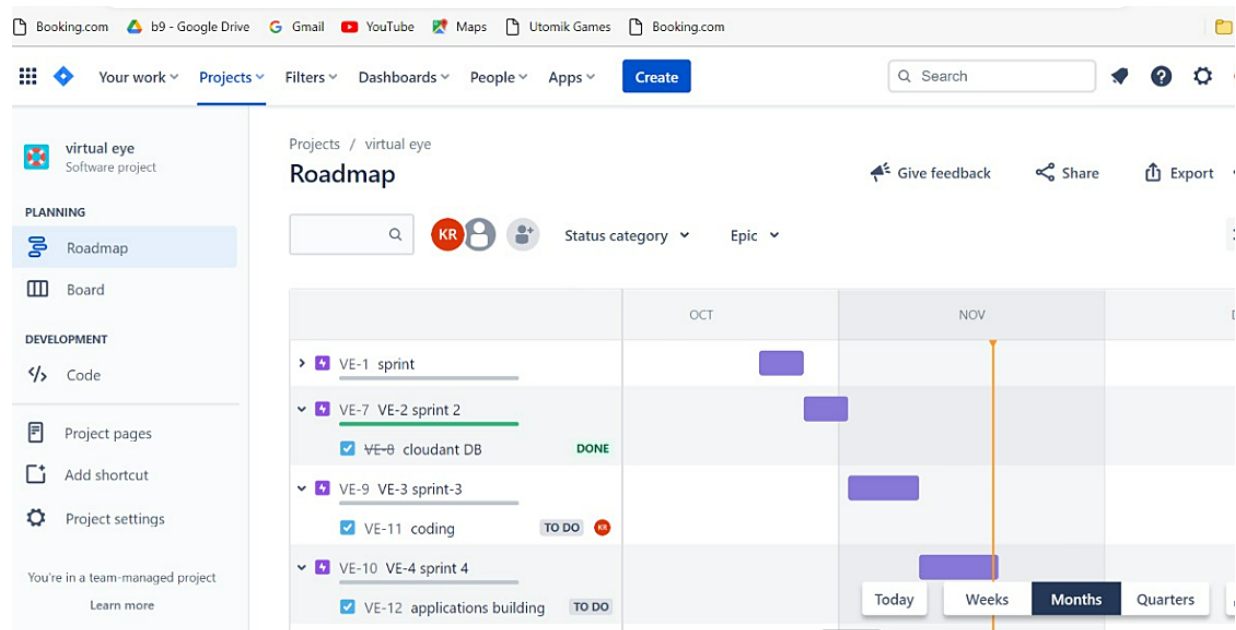 Booking.com b9 - Google Drive Gmail YouTube Maps Utomik Games Booking.com
Your work Projects Filters Dashboards People Apps Create Search
virtual eye
Software project
PLANNING
Roadmap
Board
DEVELOPMENT
Code
Project pages
Add shortcut
Project settings
You're in a team-managed project
Learn more
Projects / virtual eye
Roadmap
Give feedback Share Export
KR Status category Epic
OCT NOV
VE-1 sprint
VE-7 VE-2 sprint 2
VE-8 cloudant DB DONE
VE-9 VE-3 sprint-3
VE-11 coding TO DO KR
VE-10 VE-4 sprint 4
VE-12 applications building TO DO
Today Weeks Months Quarters